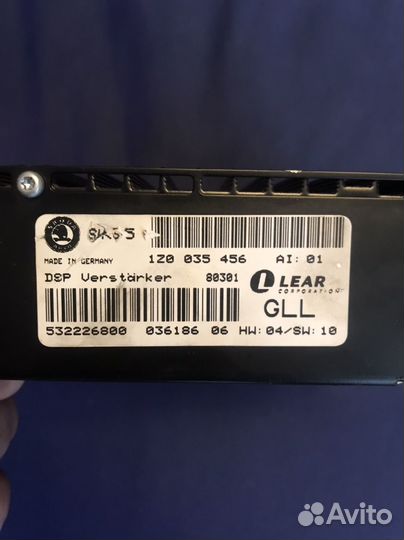 MADE IN GERMANY
1Z0 035 456 AI: 01
DSP Verstärker 80301
LEAR
CORPORATION
GLL
532226800 036186 06 HW: 04/SW: 10
Avito